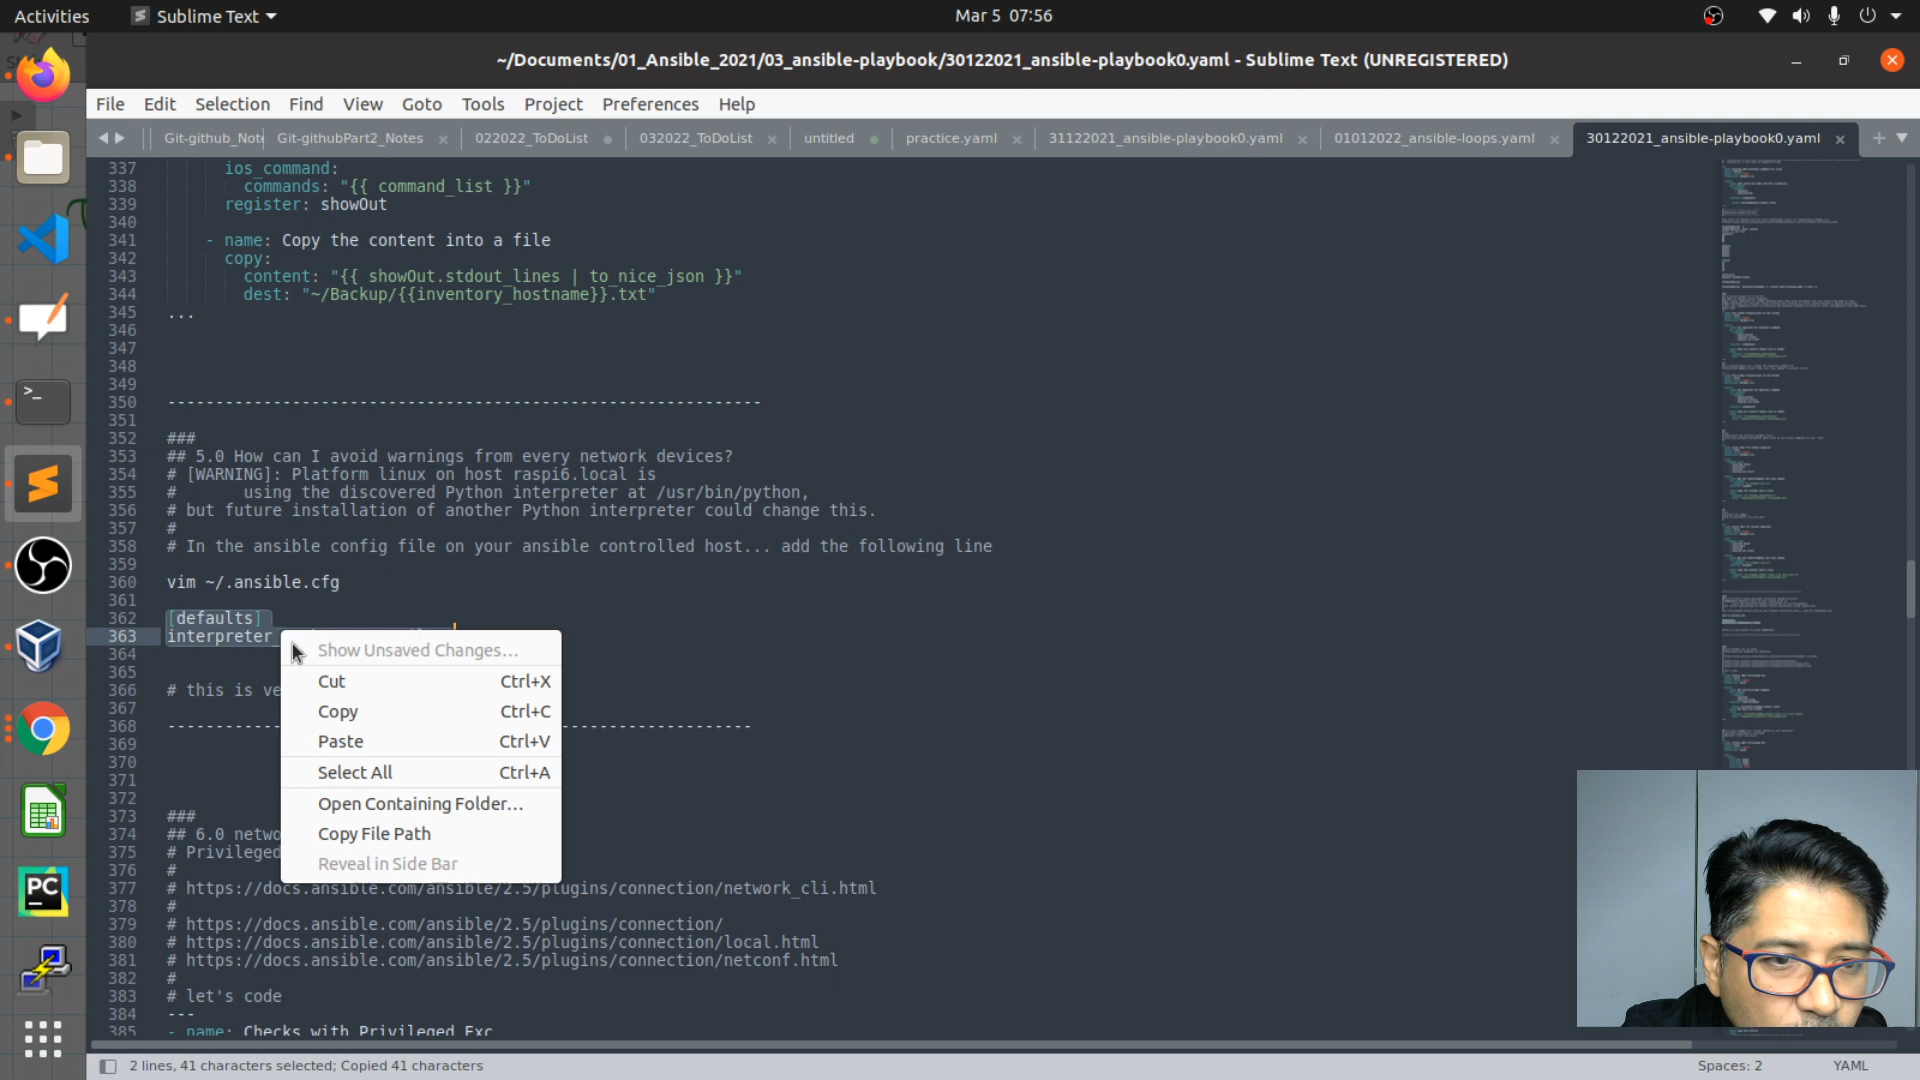 Activities
Sublime Text
Mar 5 07:56
~/Documents/01_Ansible_2021/03_ansible-playbook/30122021_ansible-playbook0.yaml - Sublime Text (UNREGISTERED)
File Edit Selection Find View Goto Tools Project Preferences Help
Git-github_Note Git-githubPart2_Notes 022022_ToDoList 032022_ToDoList untitled practice.yaml 31122021_ansible-playbook0.yaml 01012022_ansible-loops.yaml 30122021_ansible-playbook0.yaml
337 ios_command:
338 commands: "{{ command_list }}"
339 register: showOut
340
341 - name: Copy the content into a file
342 copy:
343 content: "{{ showOut.stdout_lines | to_nice_json }}"
344 dest: "~/Backup/{{inventory_hostname}}.txt"
345 ...
346
347
348
349
350 --------------------------------------------------------------
351
352 ###
353 ## 5.0 How can I avoid warnings from every network devices?
354 # [WARNING]: Platform linux on host raspi6.local is
355 # using the discovered Python interpreter at /usr/bin/python,
356 # but future installation of another Python interpreter could change this.
357 #
358 # In the ansible config file on your ansible controlled host... add the following line
359
360 vim ~/.ansible.cfg
361
362 [defaults]
363 interpreter_
364
365
366 # this is ve
367
368 -------------------------------------------------------------
369
370
371
372
373 ###
374 ## 6.0 netwo
375 # Privileged
376 #
377 # https://docs.ansible.com/ansible/2.5/plugins/connection/network_cli.html
378 #
379 # https://docs.ansible.com/ansible/2.5/plugins/connection/
380 # https://docs.ansible.com/ansible/2.5/plugins/connection/local.html
381 # https://docs.ansible.com/ansible/2.5/plugins/connection/netconf.html
382 #
383 # let's code
384 ---
385 - name: Checks with Privileged Exc
Show Unsaved Changes...
Cut Ctrl+X
Copy Ctrl+C
Paste Ctrl+V
Select All Ctrl+A
Open Containing Folder...
Copy File Path
Reveal in Side Bar
PC
2 lines, 41 characters selected; Copied 41 characters
Spaces: 2
YAML